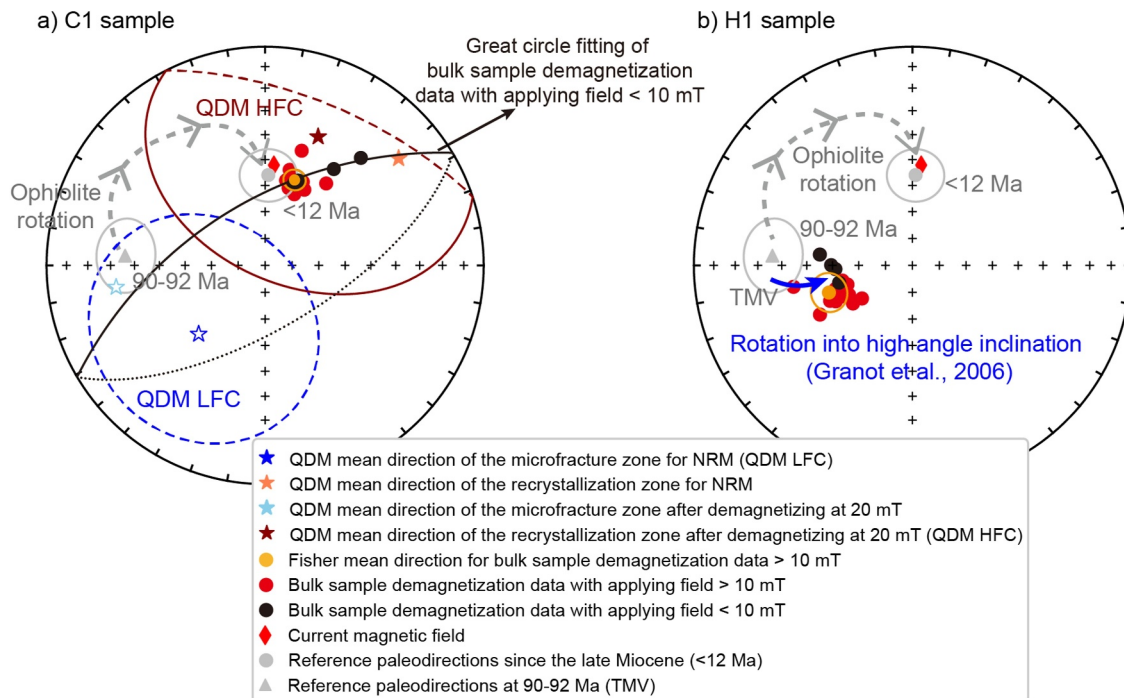 a) C1 sample
b) H1 sample
Great circle fitting of
bulk sample demagnetization
data with applying field < 10 mT
QDM HFC
Ophiolite
rotation
<12 Ma
90-92 Ma
QDM LFC
Ophiolite
rotation
<12 Ma
90-92 Ma
TMV
Rotation into high-angle inclination
(Granot et al., 2006)
QDM mean direction of the microfracture zone for NRM (QDM LFC)
QDM mean direction of the recrystallization zone for NRM
QDM mean direction of the microfracture zone after demagnetizing at 20 mT
QDM mean direction of the recrystallization zone after demagnetizing at 20 mT (QDM HFC)
Fisher mean direction for bulk sample demagnetization data > 10 mT
Bulk sample demagnetization data with applying field > 10 mT
Bulk sample demagnetization data with applying field < 10 mT
Current magnetic field
Reference paleodirections since the late Miocene (<12 Ma)
Reference paleodirections at 90-92 Ma (TMV)